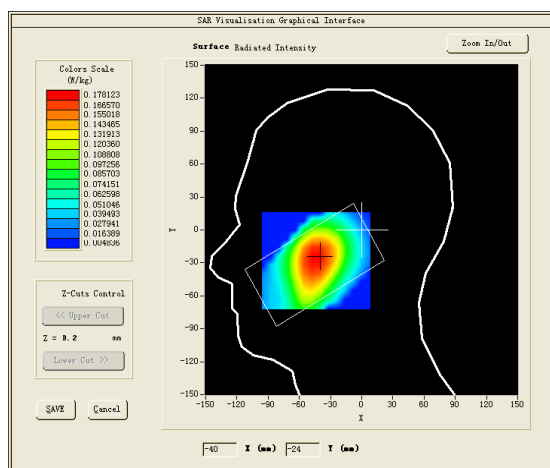 SAR Visualisation Graphical Interface
Surface Radiated Intensity
Zoom In/Out
Colors Scale
(W/kg)
0.178123
0.166570
0.155018
0.143465
0.131913
0.120360
0.108808
0.097256
0.085703
0.074151
0.062598
0.051046
0.039493
0.027941
0.016389
0.004836
Z-Cuts Control
<< Upper Cut
Z = 0.2 mm
Lower Cut >>
SAVE
Cancel
150
120
90
60
30
0
-30
-60
-90
-120
-150
Y
-150 -120 -90 -60 -30 0 30 60 90 120 150
X
-40 X (mm) -24 Y (mm)